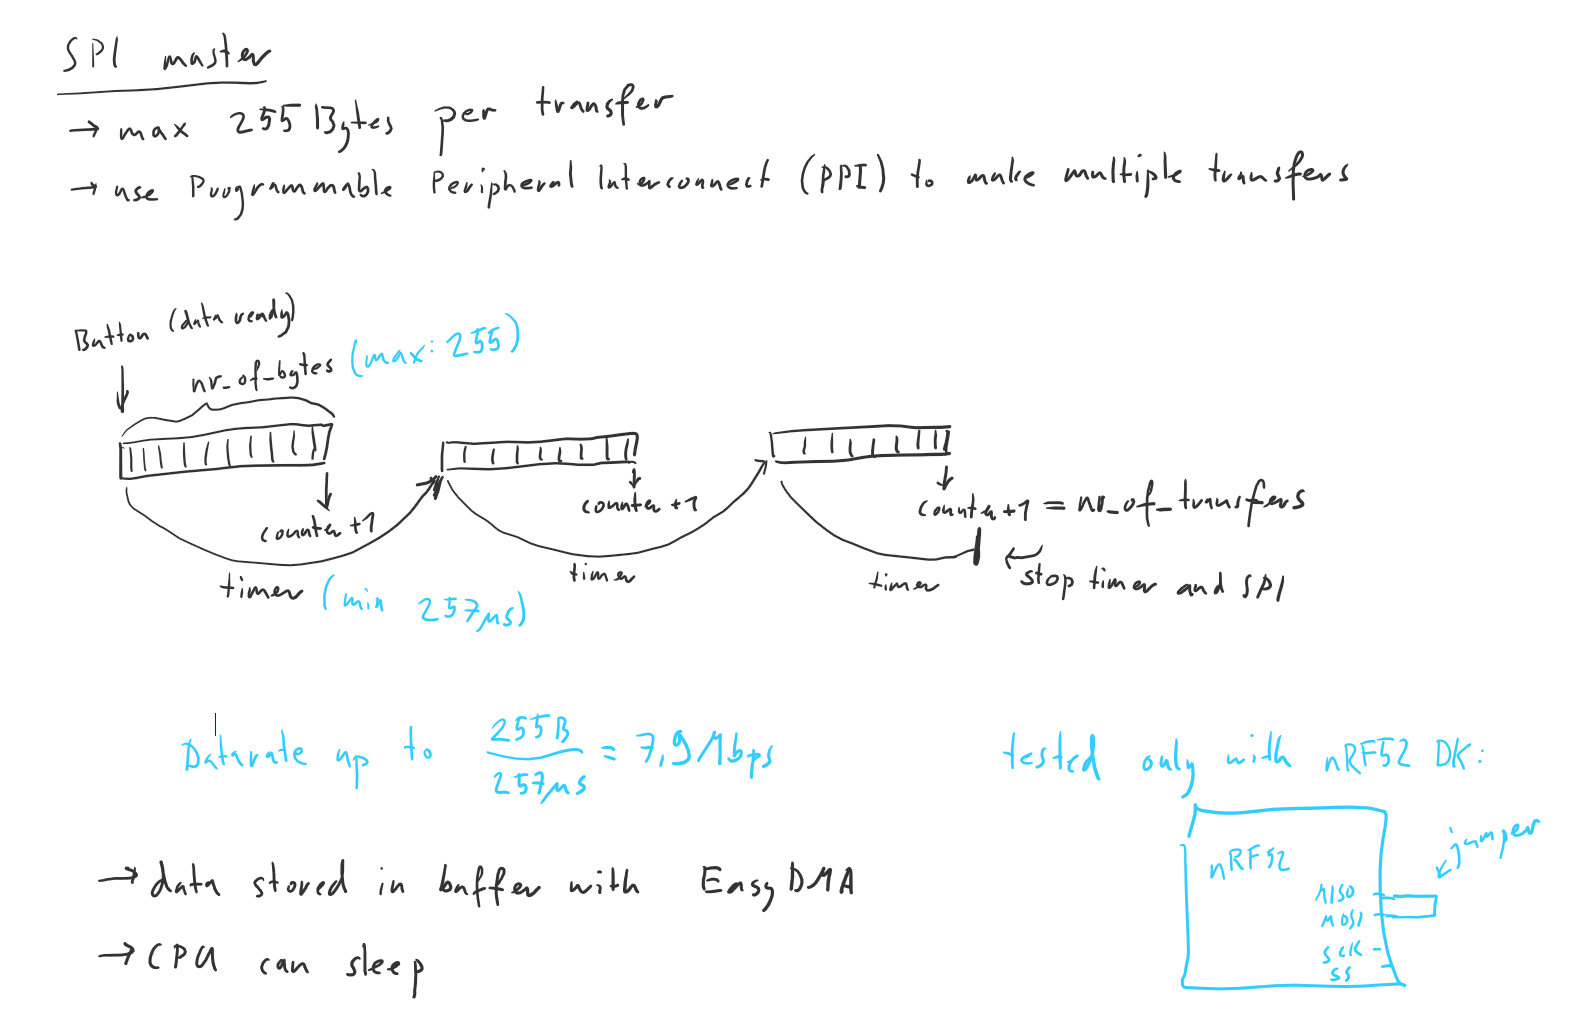 SPI master
→ max 255 Bytes per transfer
→ use Programmable Peripheral Interconnect (PPI) to make multiple transfers
Button (data ready)
nr_of_bytes (max: 255)
counter +1
counter +1
counter +1 = nr_of_transfers
timer (min 257µs)
timer
timer
stop timer and SPI
Datarate up to 255B / 257µs = 7,9 Mbps
tested only with nRF52 DK:
jumper
nRF52
MISO
MOSI
SCK
SS
→ data stored in buffer with EasyDMA
→ CPU can sleep